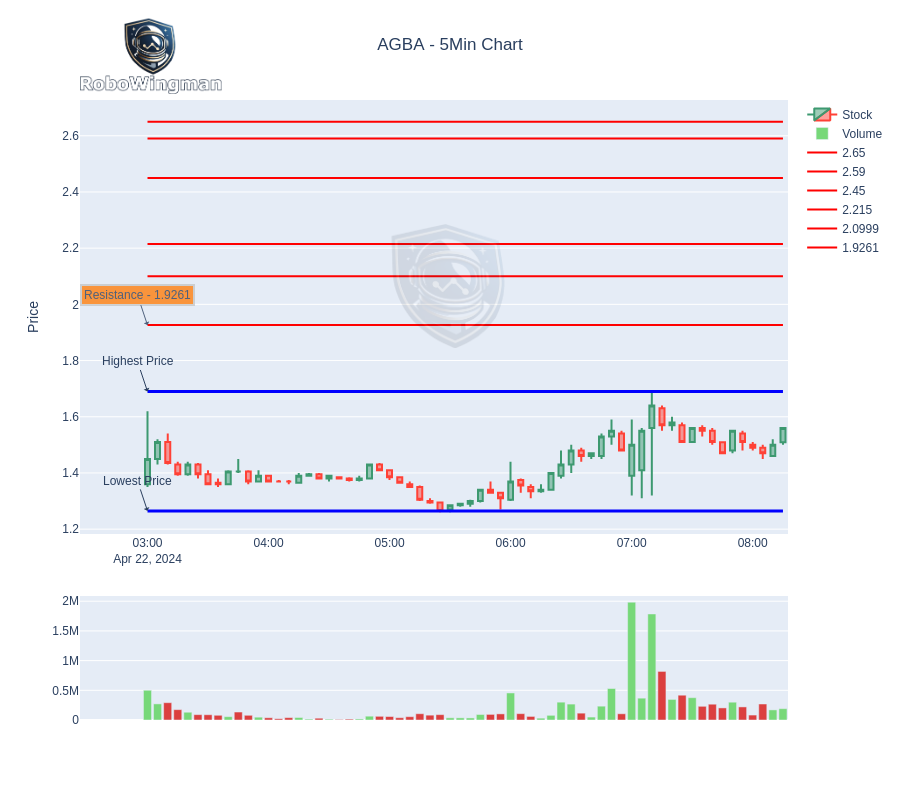 RoboWingman
AGBA - 5Min Chart
Stock
Volume
2.65
2.59
2.45
2.215
2.0999
1.9261
Price
2.6
2.4
2.2
2
1.8
1.6
1.4
1.2
Resistance - 1.9261
Highest Price
Lowest Price
03:00
04:00
05:00
06:00
07:00
08:00
Apr 22, 2024
2M
1.5M
1M
0.5M
0